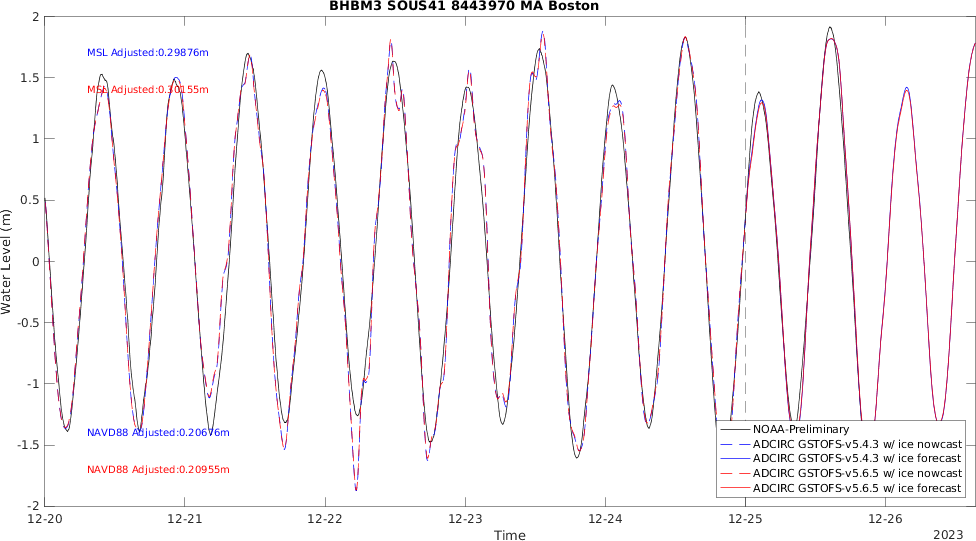 BHBM3 SOUS41 8443970 MA Boston
MSL Adjusted:0.29876m
MSL Adjusted:0.30155m
NAVD88 Adjusted:0.20676m
NAVD88 Adjusted:0.20955m
Water Level (m)
2
1.5
1
0.5
0
-0.5
-1
-1.5
-2
NOAA-Preliminary
ADCIRC GSTOFS-v5.4.3 w/ ice nowcast
ADCIRC GSTOFS-v5.4.3 w/ ice forecast
ADCIRC GSTOFS-v5.6.5 w/ ice nowcast
ADCIRC GSTOFS-v5.6.5 w/ ice forecast
12-20 12-21 12-22 12-23 12-24 12-25 12-26
Time
2023